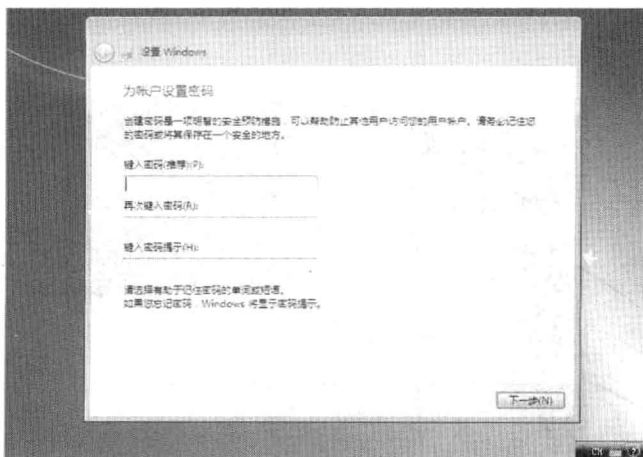 设置 Windows
为帐户设置密码
创建密码是一项明智的安全预防措施，可以帮助防止其他用户访问您的用户帐户。请务必记住您
的密码或将其保存在一个安全的地方。
键入密码(推荐)(P):
再次键入密码(R):
键入密码提示(H):
请选择有助于记住密码的单词或短语。
如果您忘记密码，Windows 将显示密码提示。
下一步(N)
CH